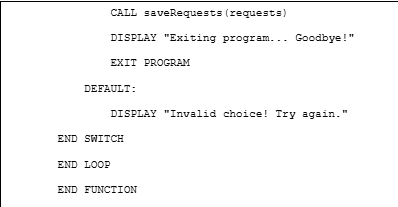 CALL saveRequests(requests)
DISPLAY "Exiting program... Goodbye!"
EXIT PROGRAM
DEFAULT:
DISPLAY "Invalid choice! Try again."
END SWITCH
END LOOP
END FUNCTION